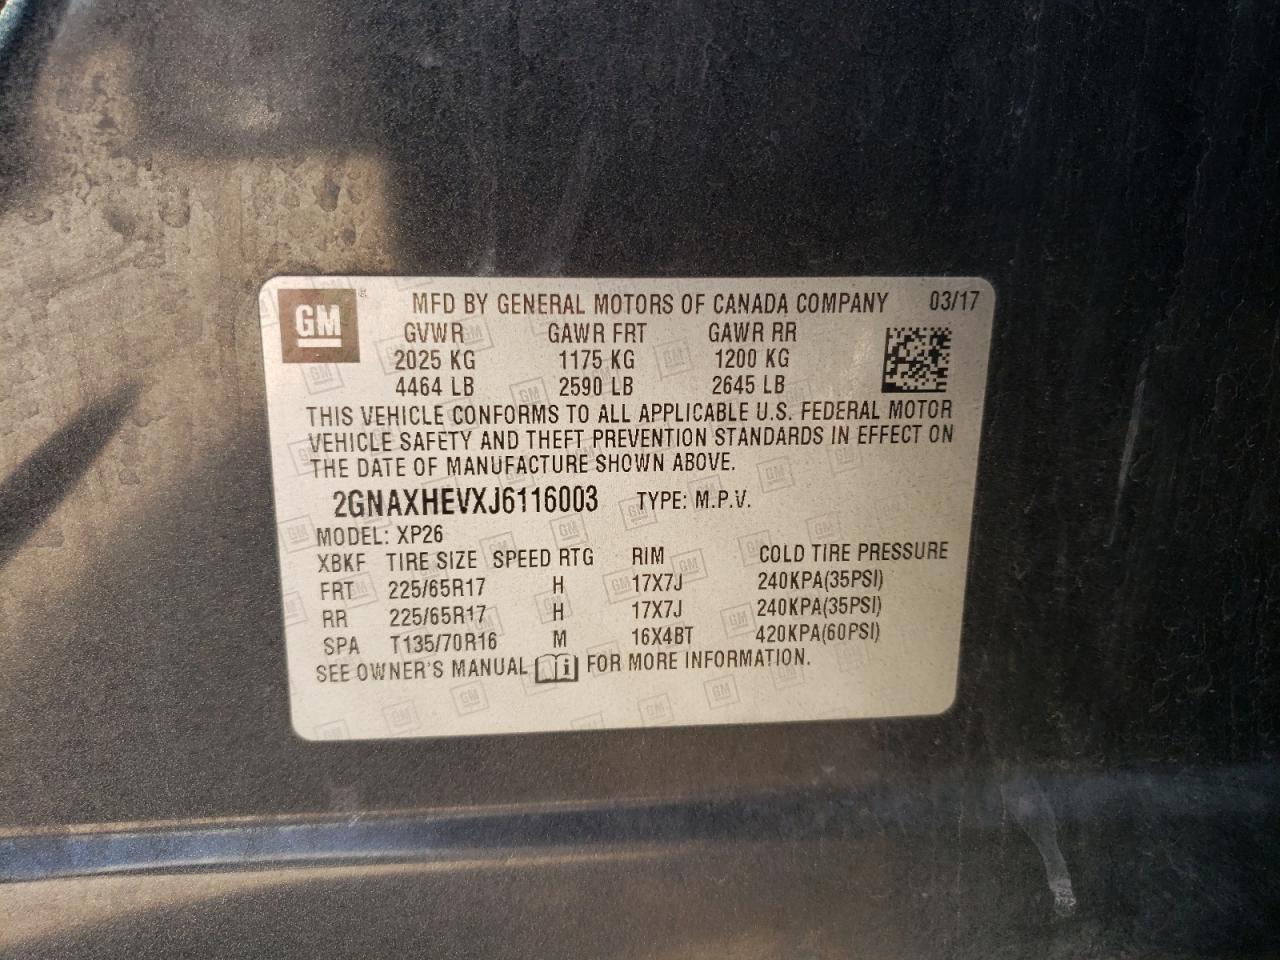 GM
MFD BY GENERAL MOTORS OF CANADA COMPANY 03/17
GVWR GAWR FRT GAWR RR
2025 KG 1175 KG 1200 KG
4464 LB 2590 LB 2645 LB
THIS VEHICLE CONFORMS TO ALL APPLICABLE U.S. FEDERAL MOTOR
VEHICLE SAFETY AND THEFT PREVENTION STANDARDS IN EFFECT ON
THE DATE OF MANUFACTURE SHOWN ABOVE.
2GNAXHEVXJ6116003 TYPE: M.P.V.
MODEL: XP26
XBKF TIRE SIZE SPEED RTG RIM COLD TIRE PRESSURE
FRT 225/65R17 H 17X7J 240KPA(35PSI)
RR 225/65R17 H 17X7J 240KPA(35PSI)
SPA T135/70R16 M 16X4BT 420KPA(60PSI)
SEE OWNER'S MANUAL FOR MORE INFORMATION.